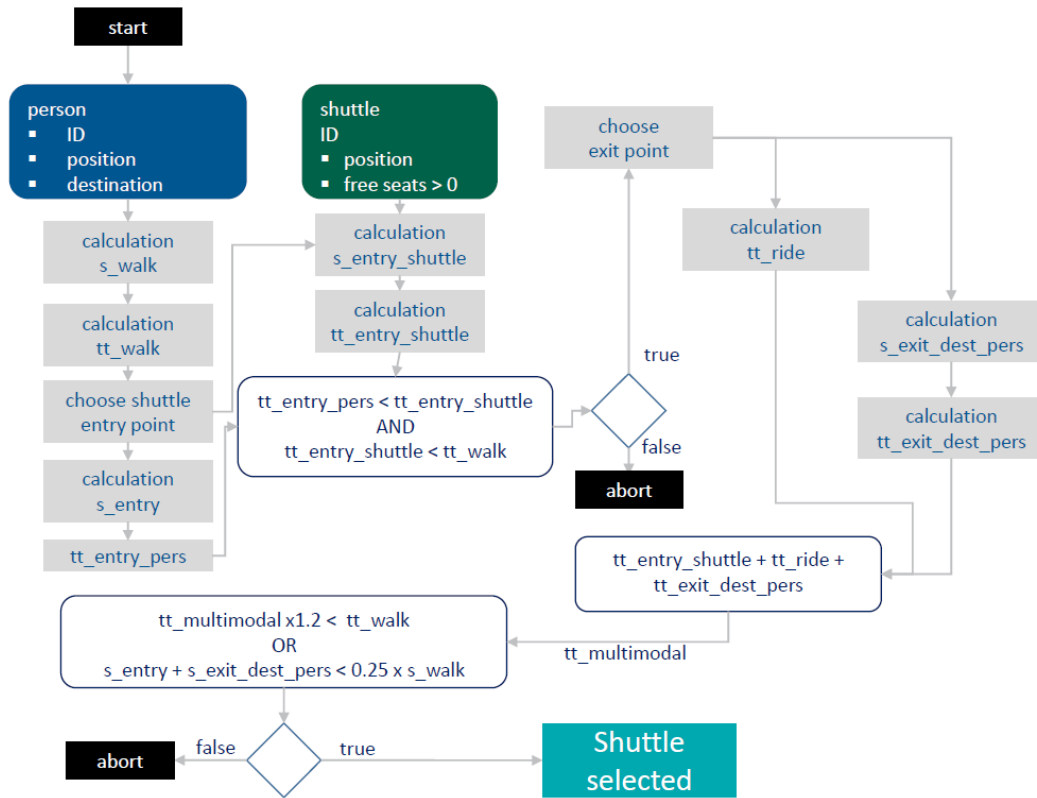 start
person
▪ ID
▪ position
▪ destination
shuttle
ID
▪ position
▪ free seats > 0
choose
exit point
calculation
s_walk
calculation
s_entry_shuttle
calculation
tt_ride
calculation
tt_walk
calculation
tt_entry_shuttle
calculation
s_exit_dest_pers
true
choose shuttle
entry point
tt_entry_pers < tt_entry_shuttle
AND
tt_entry_shuttle < tt_walk
calculation
tt_exit_dest_pers
false
abort
calculation
s_entry
tt_entry_pers
tt_entry_shuttle + tt_ride +
tt_exit_dest_pers
tt_multimodal x1.2 < tt_walk
OR
s_entry + s_exit_dest_pers < 0.25 x s_walk
tt_multimodal
abort
false
true
Shuttle
selected